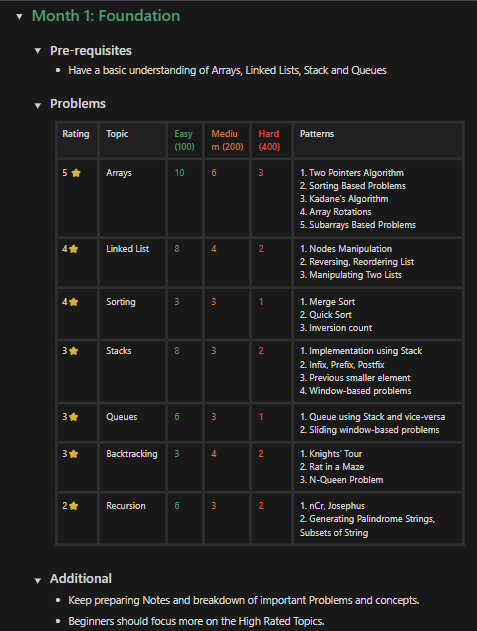 Month 1: Foundation
Pre-requisites
Have a basic understanding of Arrays, Linked Lists, Stack and Queues
Problems
Rating Topic Easy (100) Mediu m (200) Hard (400) Patterns
5 Arrays 10 6 3 1. Two Pointers Algorithm
2. Sorting Based Problems
3. Kadane's Algorithm
4. Array Rotations
5. Subarrays Based Problems
4 Linked List 8 4 2 1. Nodes Manipulation
2. Reversing, Reordering List
3. Manipulating Two Lists
4 Sorting 3 3 1 1. Merge Sort
2. Quick Sort
3. Inversion count
3 Stacks 8 3 2 1. Implementation using Stack
2. Infix, Prefix, Postfix
3. Previous smaller element
4. Window-based problems
3 Queues 6 3 1 1. Queue using Stack and vice-versa
2. Sliding window-based problems
3 Backtracking 3 4 2 1. Knights' Tour
2. Rat in a Maze
3. N-Queen Problem
2 Recursion 6 3 2 1. nCr, Josephus
2. Generating Palindrome Strings,
Subsets of String
Additional
Keep preparing Notes and breakdown of important Problems and concepts.
Beginners should focus more on the High Rated Topics.